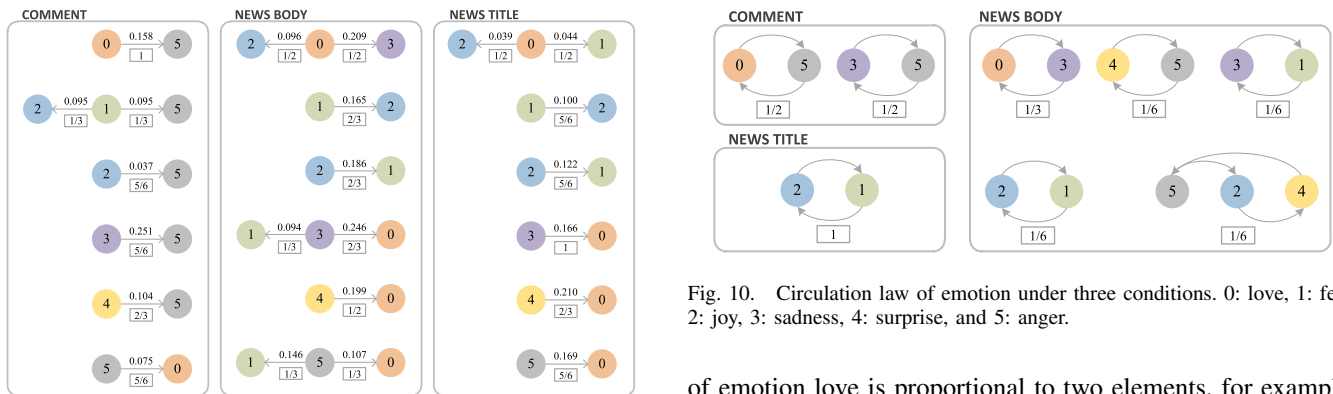 COMMENT
0 0.158 1 5
2 0.095 1/3 1 0.095 1/3 5
2 0.037 5/6 5
3 0.251 5/6 5
4 0.104 2/3 5
5 0.075 5/6 0
NEWS BODY
2 0.096 1/2 0 0.209 1/2 3
1 0.165 2/3 2
2 0.186 2/3 1
1 0.094 1/3 3 0.246 2/3 0
4 0.199 1/2 0
1 0.146 1/3 5 0.107 1/3 0
NEWS TITLE
2 0.039 1/2 0 0.044 1/2 1
1 0.100 5/6 2
2 0.122 5/6 1
3 0.166 1 0
4 0.210 2/3 0
5 0.169 5/6 0
COMMENT
0 5 3 5
1/2 1/2
NEWS TITLE
2 1
1
NEWS BODY
0 3 4 5 3 1
1/3 1/6 1/6
2 1 5 2 4
1/6 1/6
Fig. 10. Circulation law of emotion under three conditions. 0: love, 1: fe
2: joy, 3: sadness, 4: surprise, and 5: anger.
of emotion love is proportional to two elements, for exampl